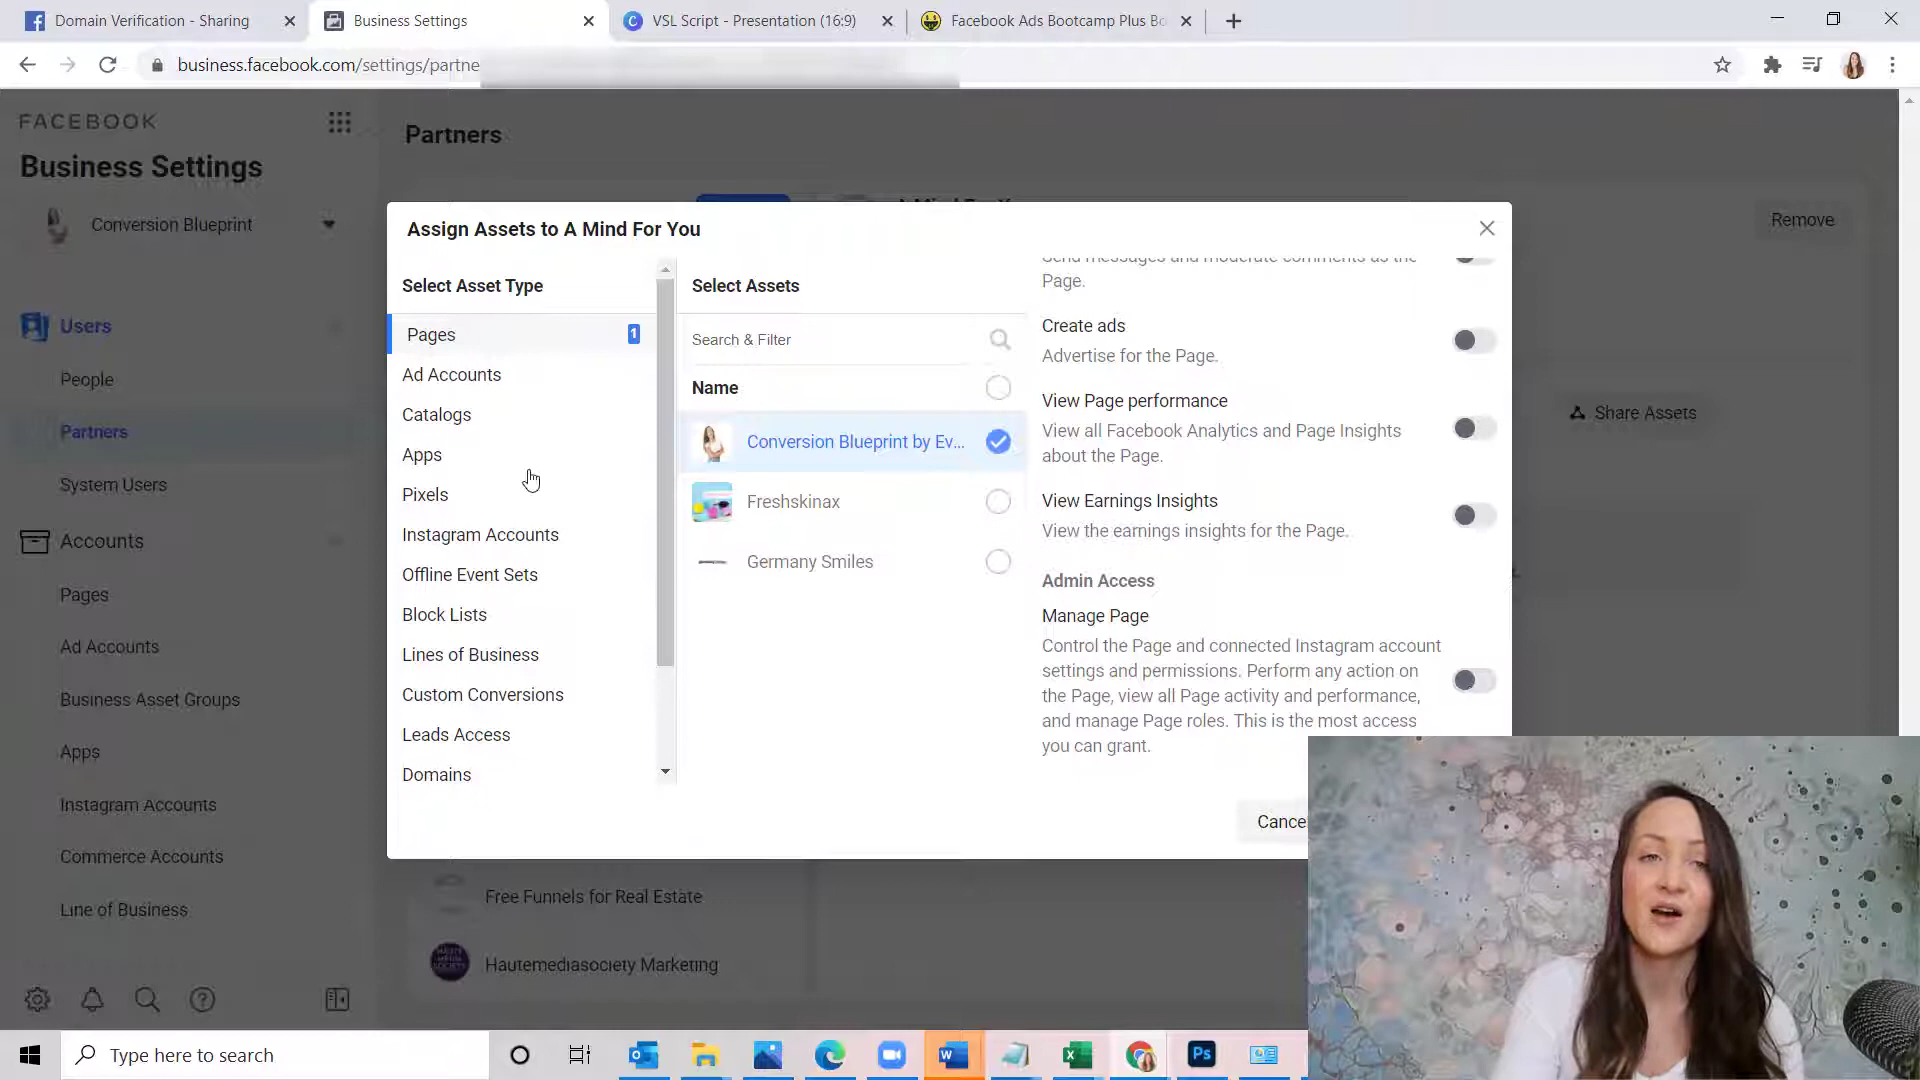 Domain Verification - Sharing
Business Settings
VSL Script - Presentation (16:9)
Facebook Ads Bootcamp Plus Bo
business.facebook.com/settings/partne
FACEBOOK
Business Settings
Conversion Blueprint
Users
People
Partners
System Users
Accounts
Pages
Ad Accounts
Business Asset Groups
Apps
Instagram Accounts
Commerce Accounts
Line of Business
Partners
Remove
Share Assets
Assign Assets to A Mind For You
Select Asset Type
Pages 1
Ad Accounts
Catalogs
Apps
Pixels
Instagram Accounts
Offline Event Sets
Block Lists
Lines of Business
Custom Conversions
Leads Access
Domains
Select Assets
Search & Filter
Name
Conversion Blueprint by Ev...
Freshskinax
Germany Smiles
Send messages and moderate comments as the
Page.
Create ads
Advertise for the Page.
View Page performance
View all Facebook Analytics and Page Insights
about the Page.
View Earnings Insights
View the earnings insights for the Page.
Admin Access
Manage Page
Control the Page and connected Instagram account
settings and permissions. Perform any action on
the Page, view all Page activity and performance,
and manage Page roles. This is the most access
you can grant.
Cancel
Free Funnels for Real Estate
Hautemediasociety Marketing
Type here to search